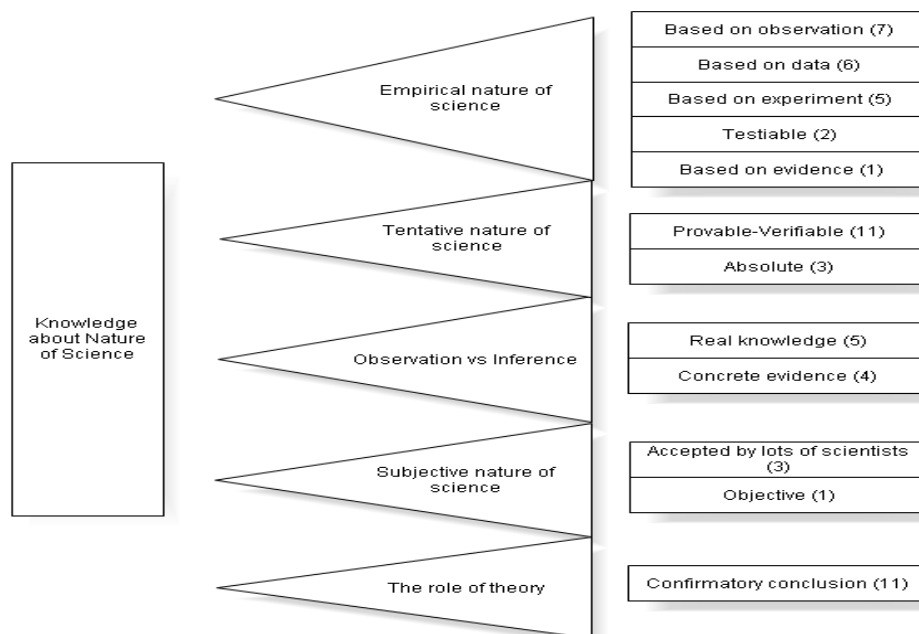 Knowledge
about Nature
of Science
Empirical nature of
science
Based on observation (7)
Based on data (6)
Based on experiment (5)
Testiable (2)
Based on evidence (1)
Tentative nature of
science
Provable-Verifiable (11)
Absolute (3)
Observation vs Inference
Real knowledge (5)
Concrete evidence (4)
Subjective nature of
science
Accepted by lots of scientists
(3)
Objective (1)
The role of theory
Confirmatory conclusion (11)